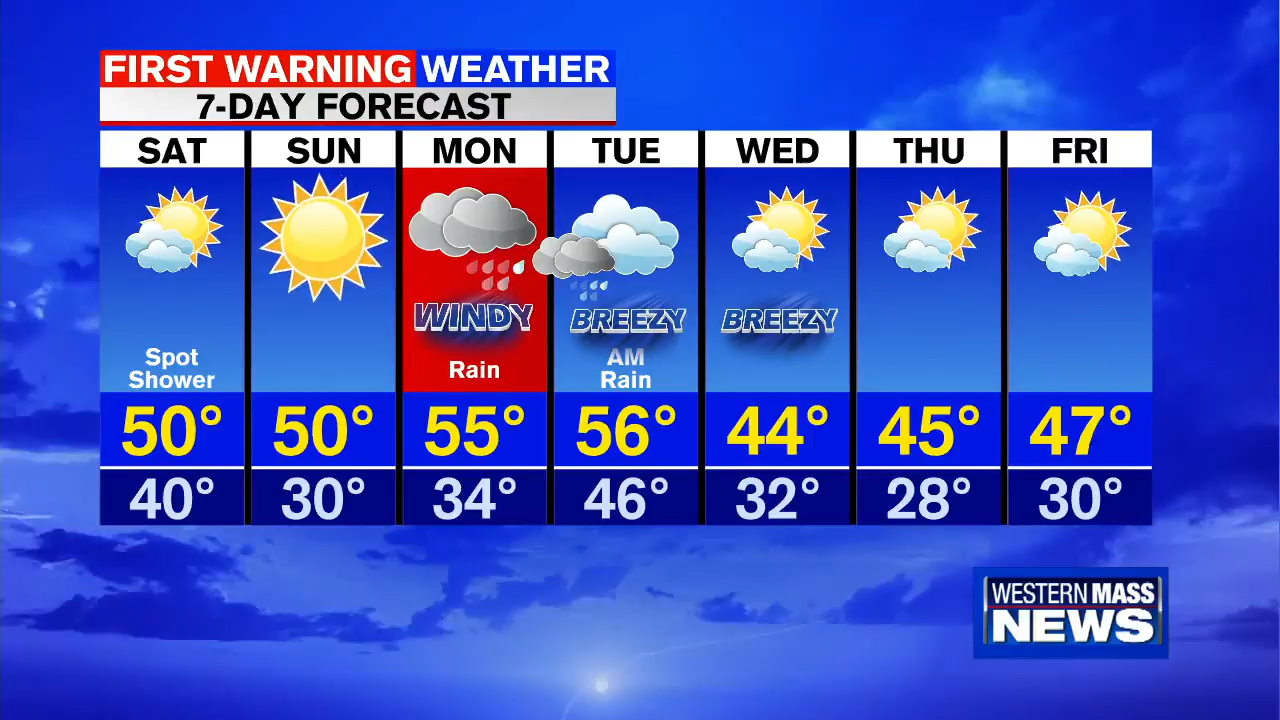 FIRST WARNING WEATHER
7-DAY FORECAST
SAT SUN MON TUE WED THU FRI
WINDY BREEZY BREEZY
Spot
Shower
Rain
AM
Rain
50° 50° 55° 56° 44° 45° 47°
40° 30° 34° 46° 32° 28° 30°
WESTERN MASS
NEWS